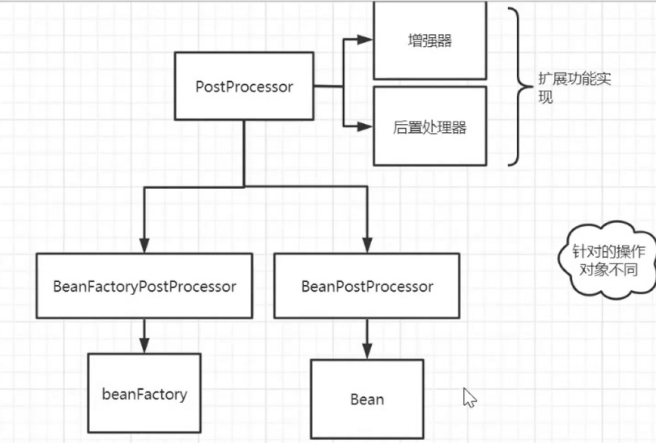 增强器
PostProcessor
扩展功能实
现
后置处理器
针对的操作
对象不同
BeanFactoryPostProcessor
BeanPostProcessor
beanFactory
Bean